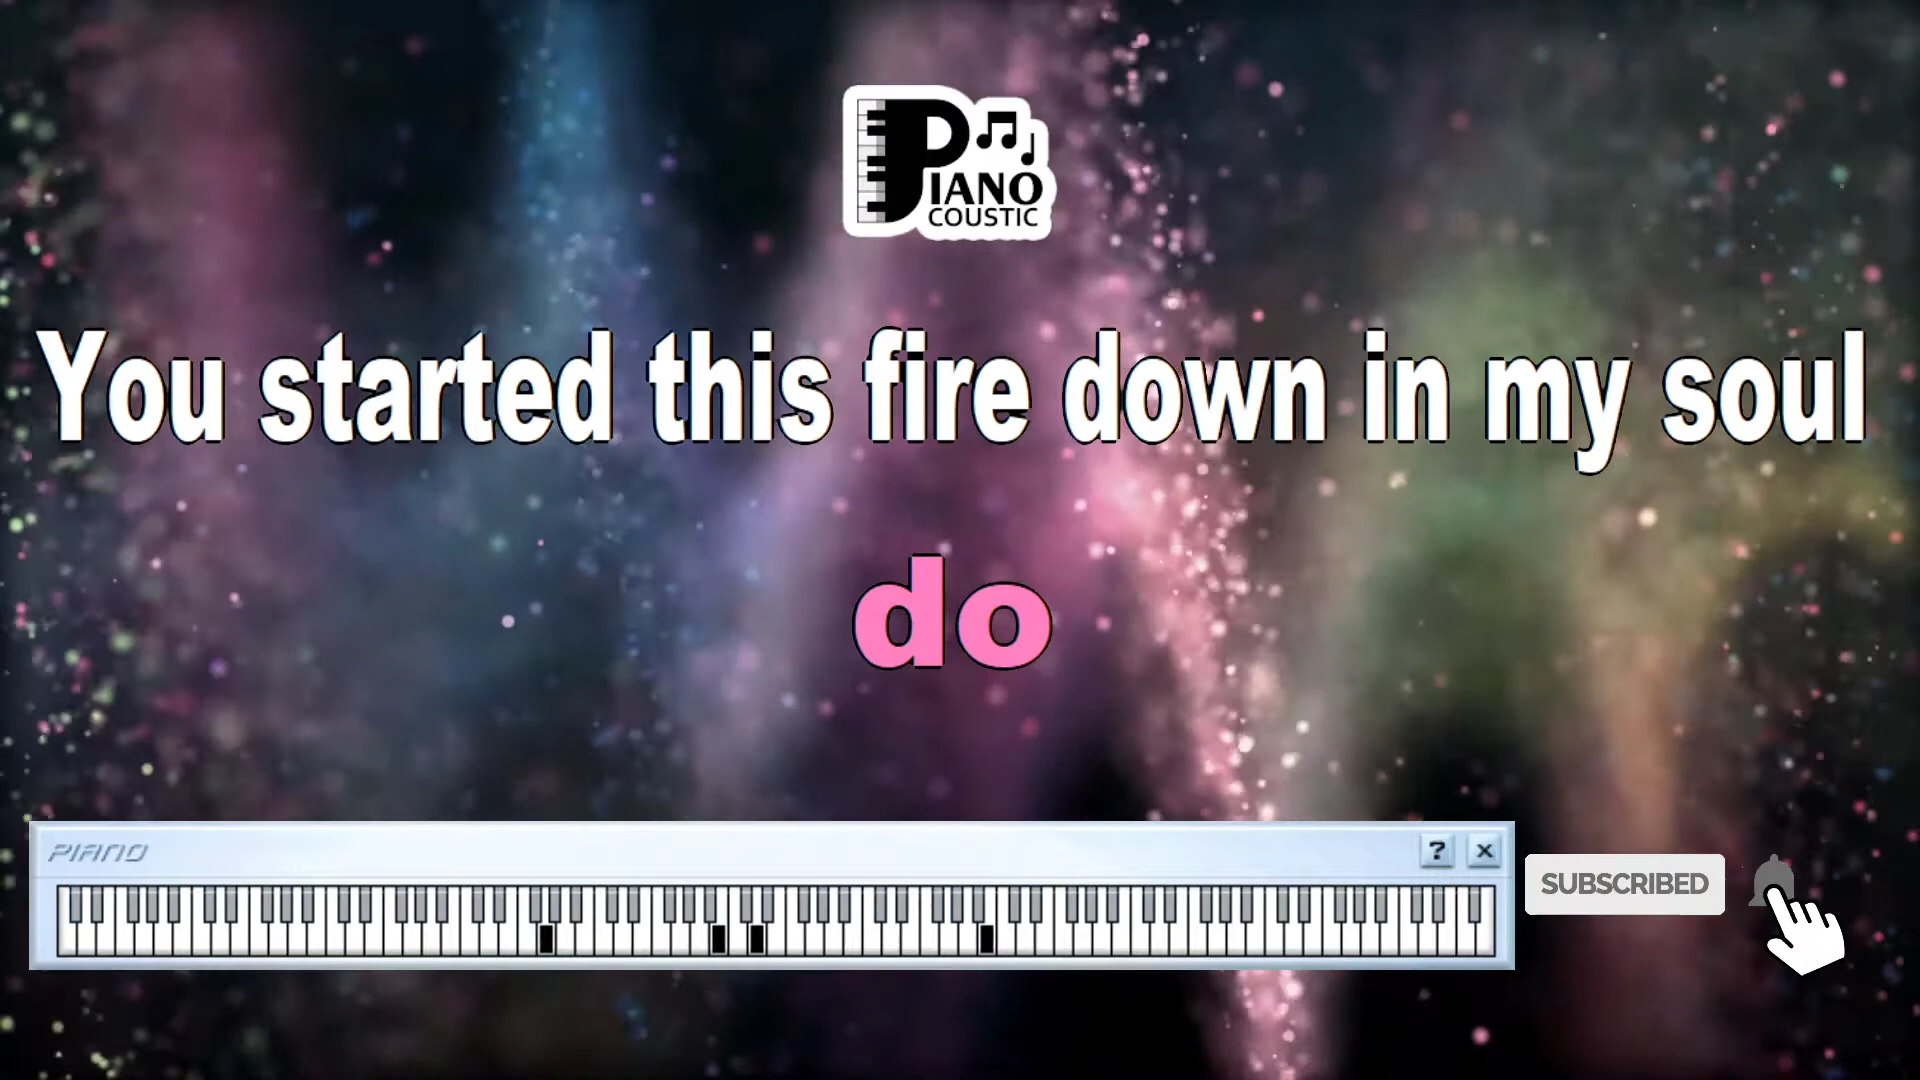 PIANO
COUSTIC
You started this fire down in my soul
do
PIANO
? x
SUBSCRIBED